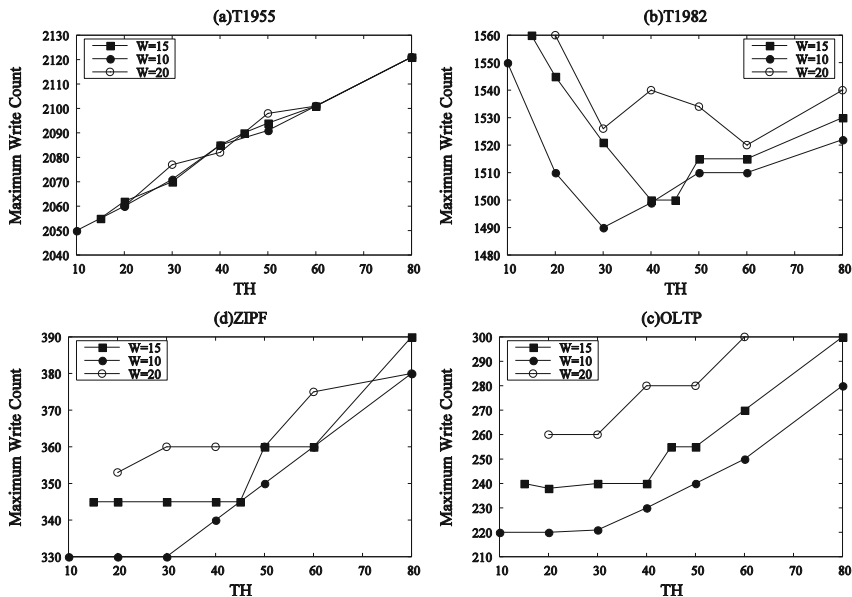 (a)T1955
Maximum Write Count
2130
2120
2110
2100
2090
2080
2070
2060
2050
2040
W=15
W=10
W=20
10 20 30 40 50 60 70 80
TH
(b)T1982
Maximum Write Count
1560
1550
1540
1530
1520
1510
1500
1490
1480
W=15
W=10
W=20
10 20 30 40 50 60 70 80
TH
(d)ZIPF
Maximum Write Count
390
380
370
360
350
340
330
W=15
W=10
W=20
10 20 30 40 50 60 70 80
TH
(c)OLTP
Maximum Write Count
300
290
280
270
260
250
240
230
220
210
W=15
W=10
W=20
10 20 30 40 50 60 70 80
TH